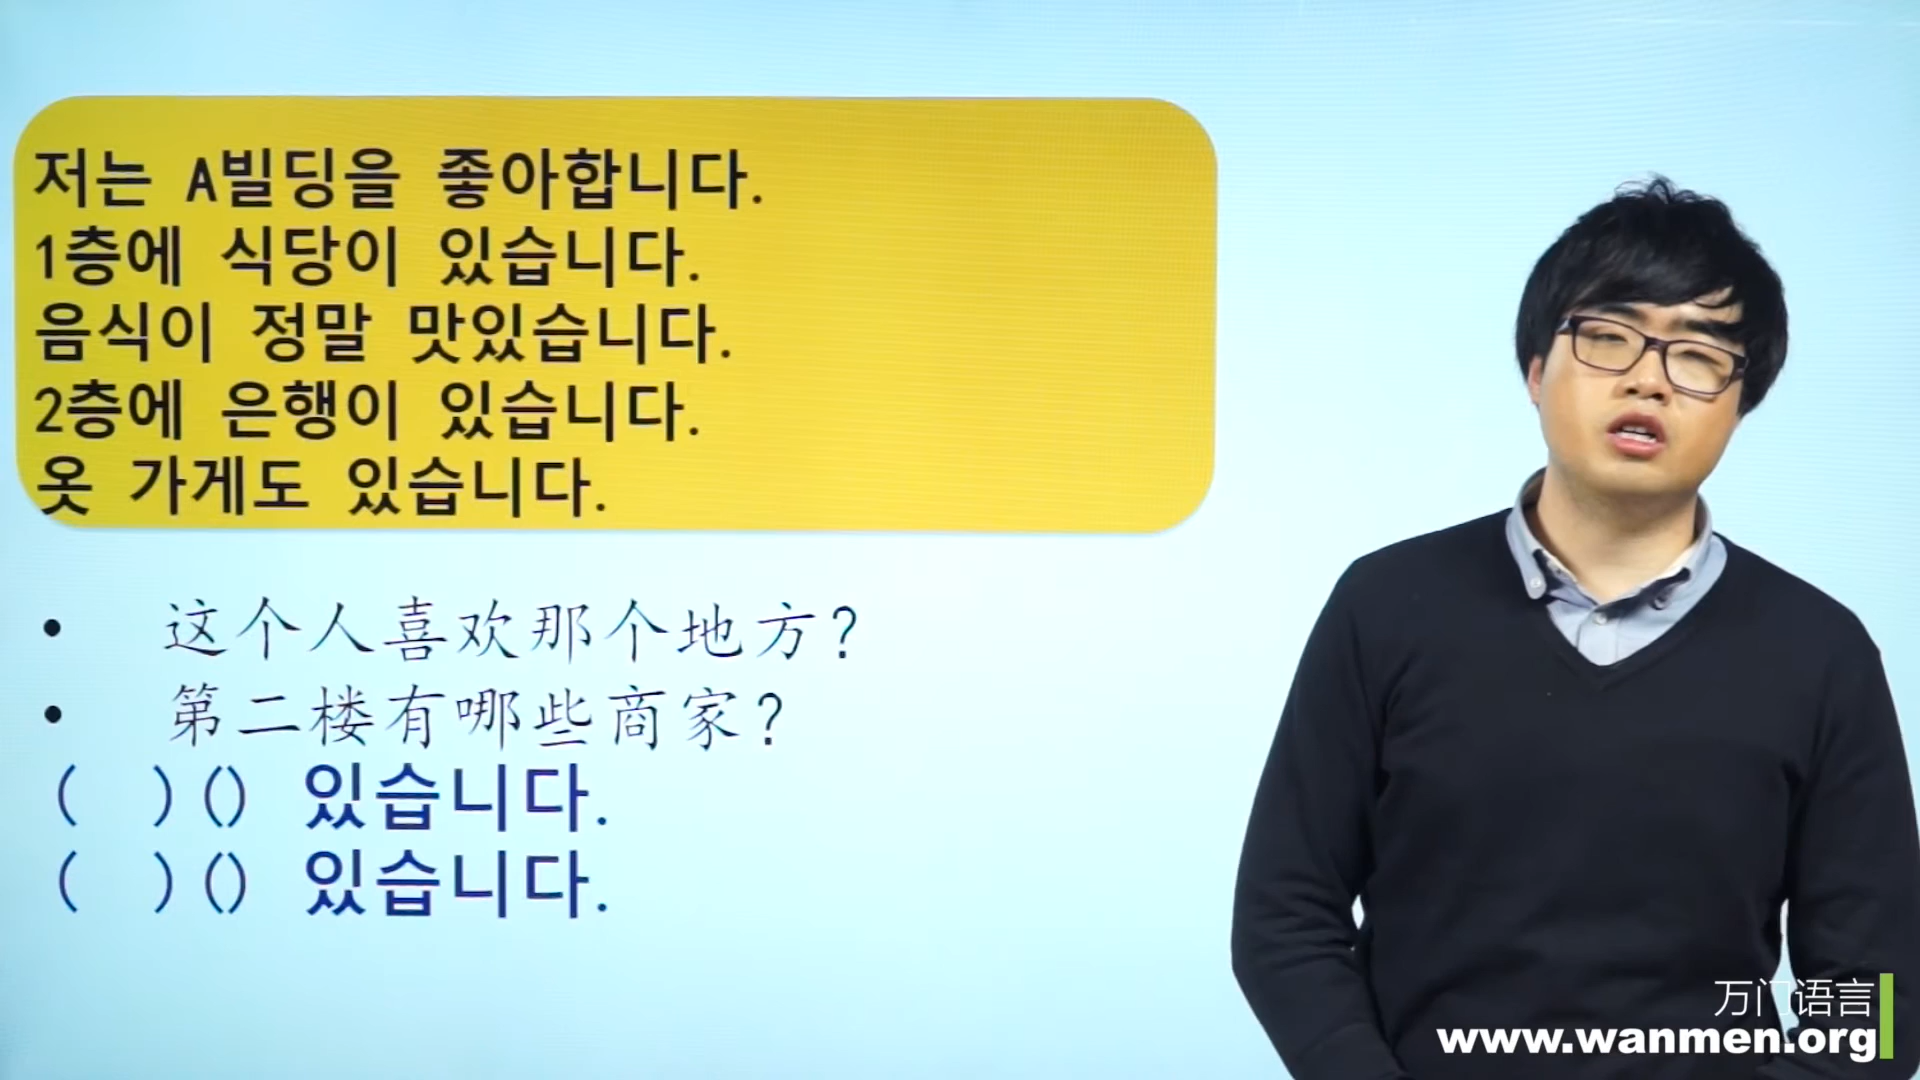 저는 A빌딩을 좋아합니다.
1층에 식당이 있습니다.
음식이 정말 맛있습니다.
2층에 은행이 있습니다.
옷 가게도 있습니다.
• 这个人喜欢那个地方？
• 第二楼有哪些商家？
( )() 있습니다.
( )() 있습니다.
万门语言
www.wanmen.org